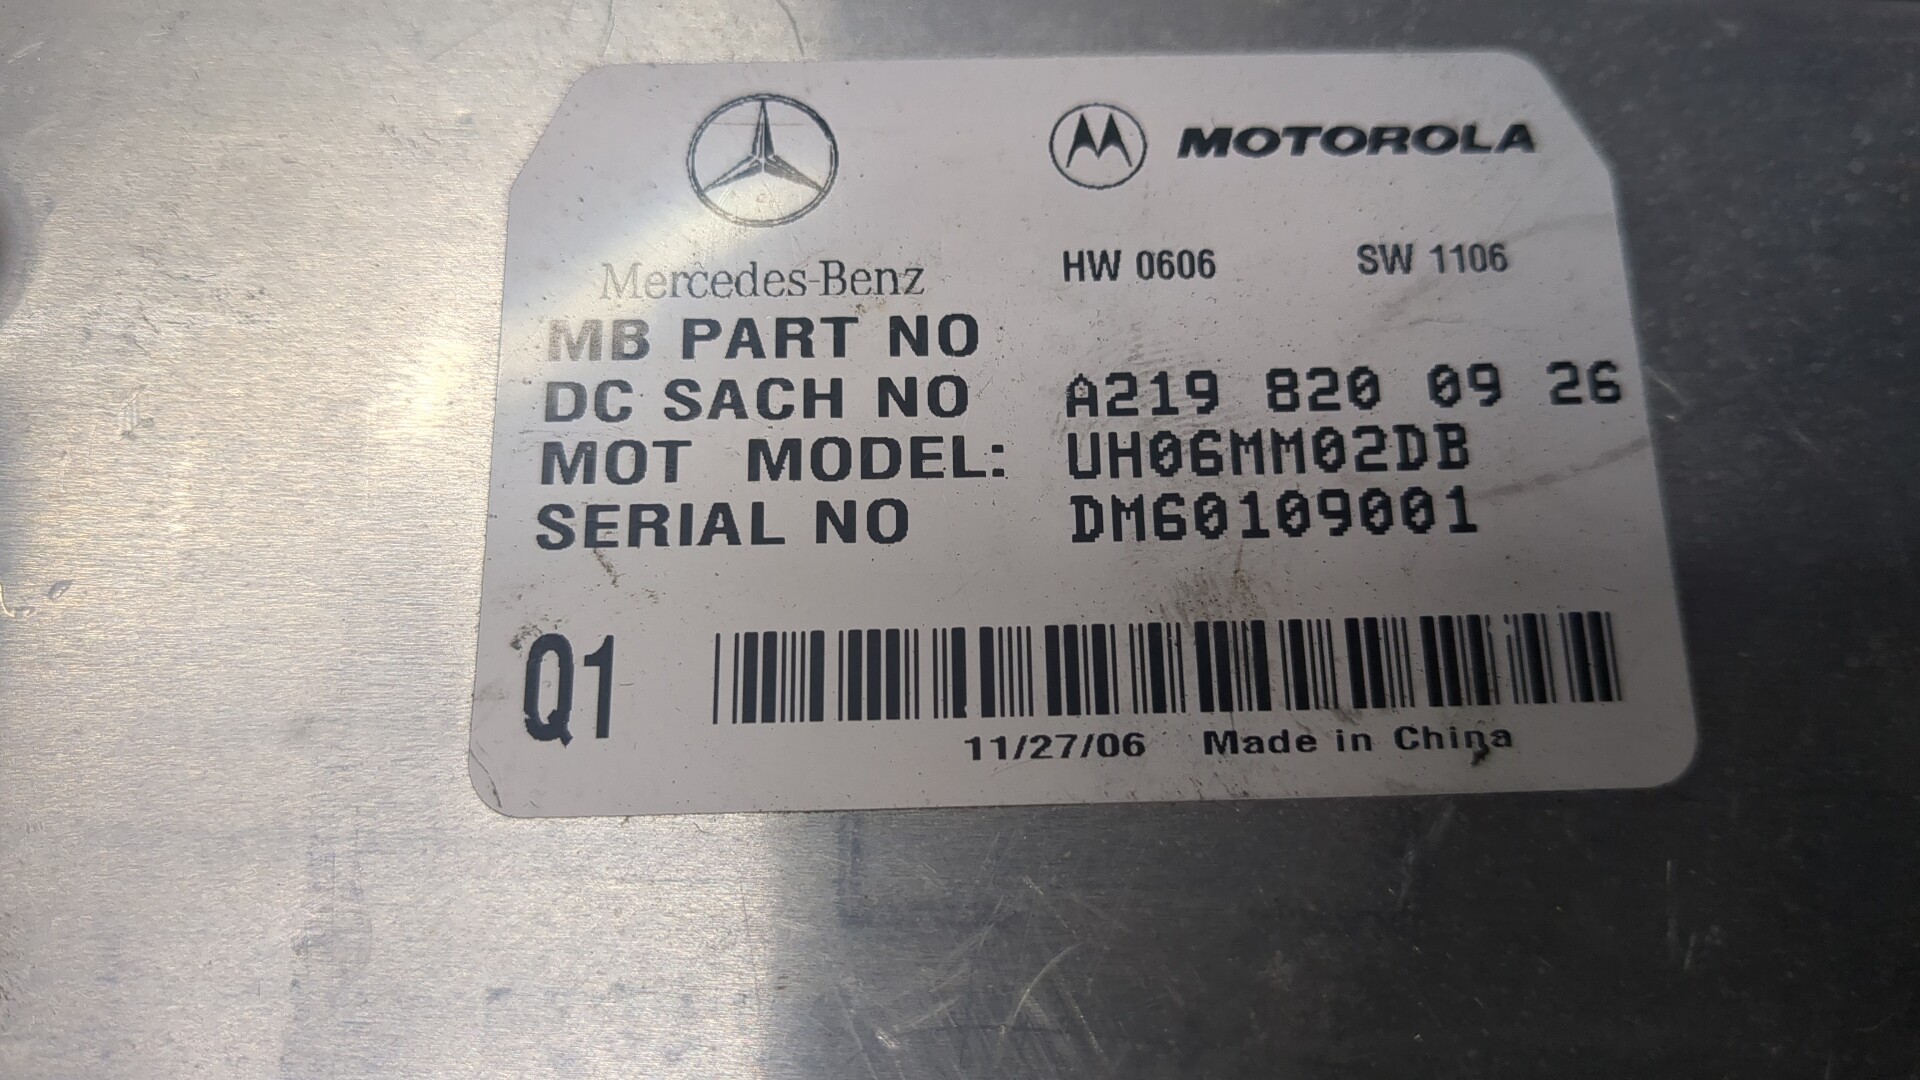 MOTOROLA
Mercedes-Benz
HW 0606 SW 1106
MB PART NO
DC SACH NO A219 820 09 26
MOT MODEL: UH06MM02DB
SERIAL NO DM60109001
Q1
11/27/06 Made in China